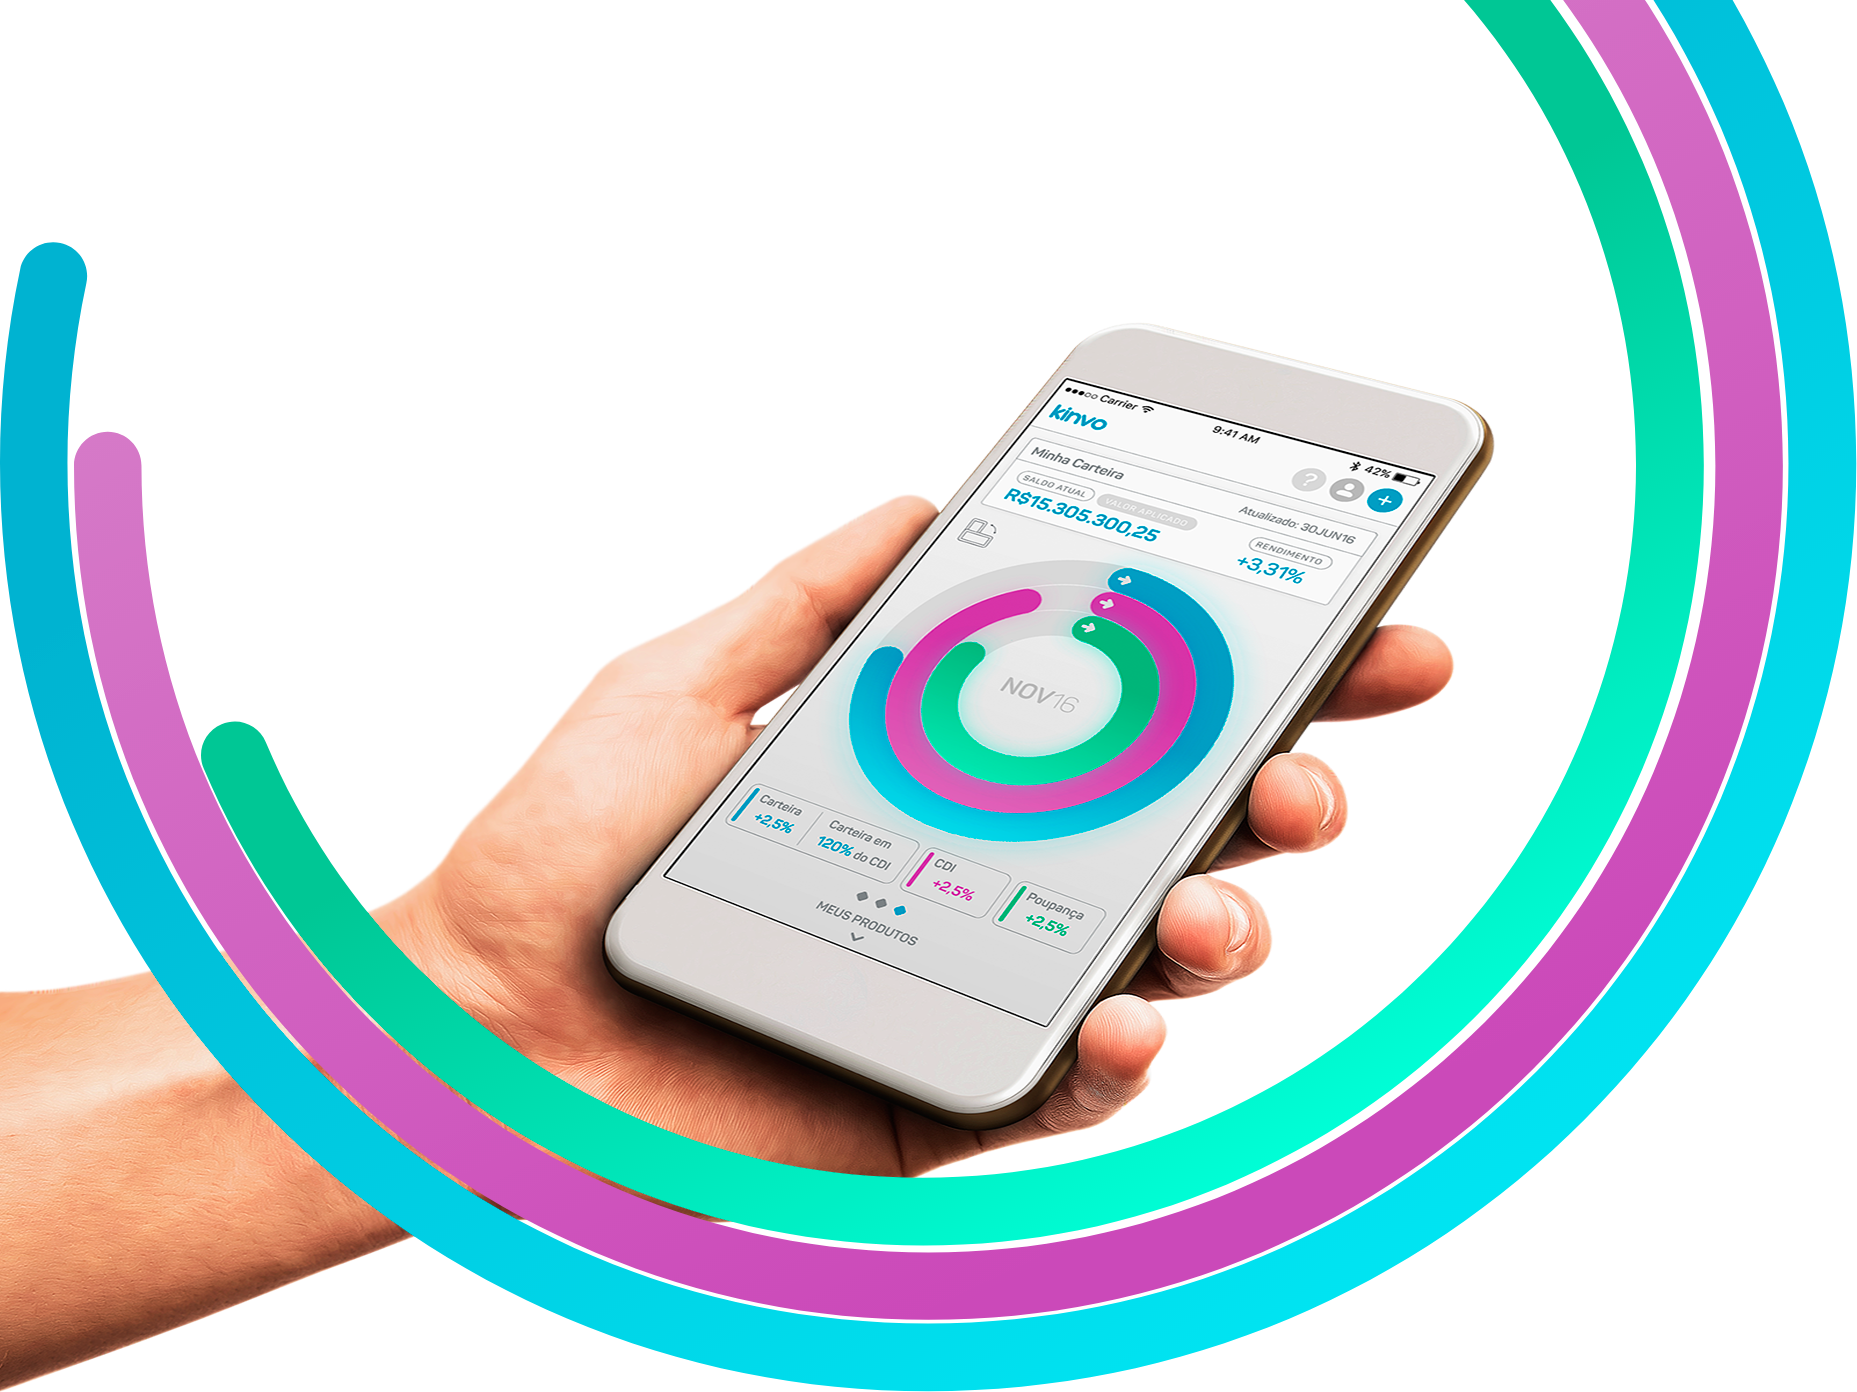 Carrier
9:41 AM
42%
kinvo
?
+
Minha Carteira
Atualizado: 30JUN16
SALDO ATUAL
VALOR APLICADO
RENDIMENTO
R$15.305.300,25
+3,31%
NOV16
Carteira
+2,5%
Carteira em
120% do CDI
CDI
+2,5%
Poupança
+2,5%
MEUS PRODUTOS